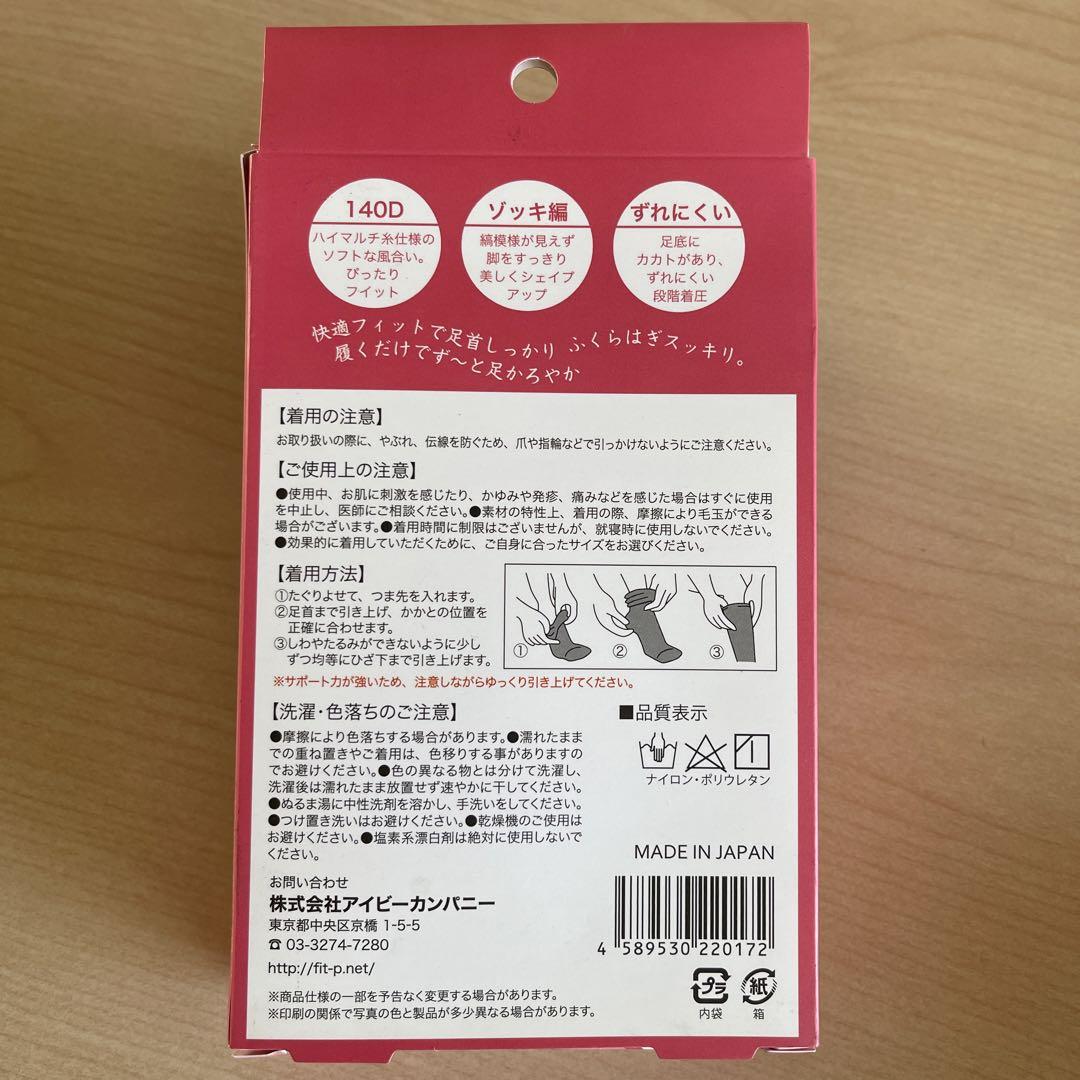 140D
ハイマルチ糸仕様の
ソフトな風合い。
ぴったり
フイット
ゾッキ編
縞模様が見えず
脚をすっきり
美しくシェイプ
アップ
ずれにくい
足底に
カカトがあり、
ずれにくい
段階着圧
快適フィットで足首しっかり ふくらはぎスッキリ。
履くだけでず〜と足かろやか
【着用の注意】
お取り扱いの際に、やぶれ、伝線を防ぐため、爪や指輪などで引っかけないようにご注意ください。
【ご使用上の注意】
●使用中、お肌に刺激を感じたり、かゆみや発疹、痛みなどを感じた場合はすぐに使用
を中止し、医師にご相談ください。●素材の特性上、着用の際、摩擦により毛玉ができる
場合がございます。●着用時間に制限はございませんが、就寝時に使用しないでください。
●効果的に着用していただくために、ご自身に合ったサイズをお選びください。
【着用方法】
①たぐりよせて、つま先を入れます。
②足首まで引き上げ、かかとの位置を
正確に合わせます。
③しわやたるみができないように少し
ずつ均等にひざ下まで引き上げます。
① ② ③
※サポート力が強いため、注意しながらゆっくり引き上げてください。
【洗濯・色落ちのご注意】
●摩擦により色落ちする場合があります。●濡れたまま
での重ね置きやご着用は、色移りする事がありますの
でお避けください。●色の異なる物とは分けて洗濯し、
洗濯後は濡れたまま放置せず速やかに干してください。
●ぬるま湯に中性洗剤を溶かし、手洗いをしてください。
●つけ置き洗いはお避けください。●乾燥機のご使用は
お避けください。●塩素系漂白剤は絶対に使用しないで
ください。
■品質表示
ナイロン・ポリウレタン
MADE IN JAPAN
お問い合わせ
株式会社アイビーカンパニー
東京都中央区京橋 1-5-5
☎ 03-3274-7280
http://fit-p.net/
※商品仕様の一部を予告なく変更する場合があります。
※印刷の関係で写真の色と製品が多少異なる場合があります。
4 589530 220172
プラ
内袋
紙
箱